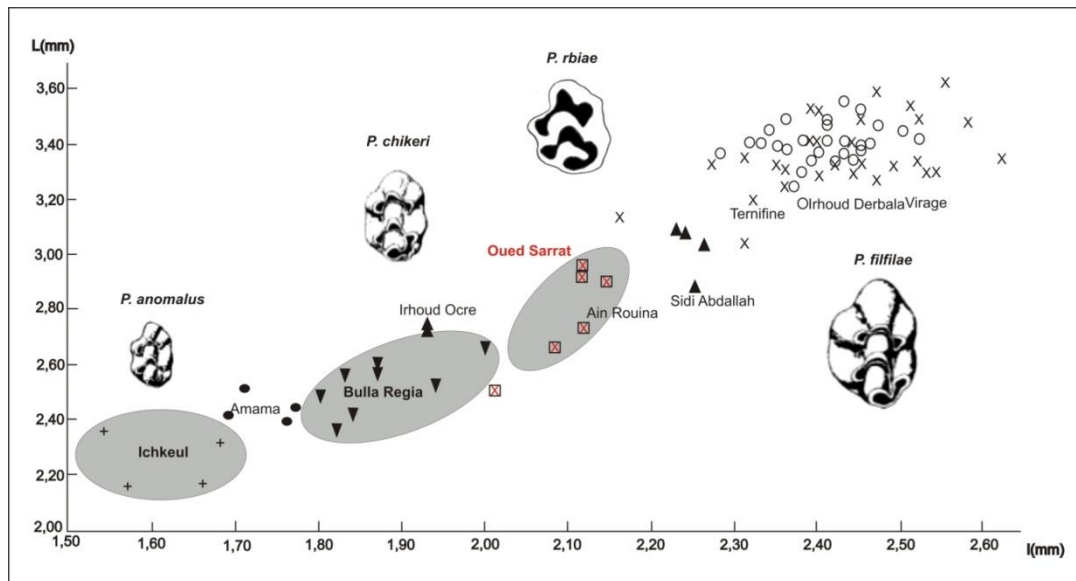 L(mm)
3,60
3,40
3,20
3,00
2,80
2,60
2,40
2,20
2,00
P. rbiae
P. chikeri
P. anomalus
Ternifine
OIrhoud DerbalaVirage
Oued Sarrat
P. filfilae
Irhoud Ocre
Ain Rouina
Sidi Abdallah
Bulla Regia
Amama
Ichkeul
1,50
1,60
1,70
1,80
1,90
2,00
2,10
2,20
2,30
2,40
2,50
2,60
l(mm)